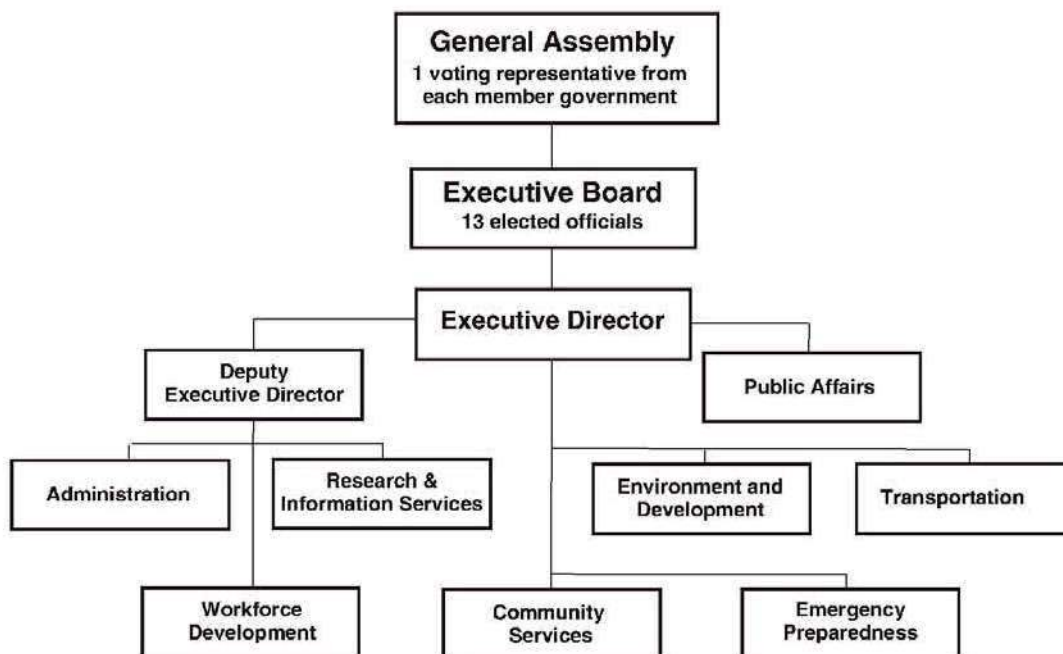 General Assembly
1 voting representative from
each member government
Executive Board
13 elected officials
Executive Director
Deputy
Executive Director
Public Affairs
Administration
Research &
Information Services
Environment and
Development
Transportation
Workforce
Development
Community
Services
Emergency
Preparedness